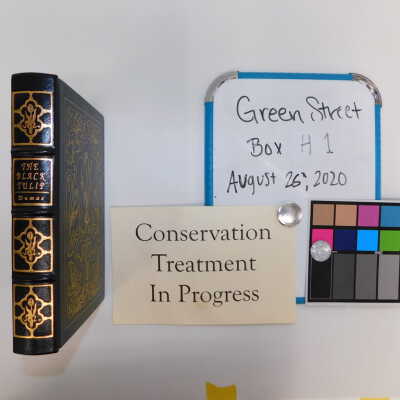 THE
BLACK
TULIP
Dumas
Green Street
Box H 1
August 26, 2020
Conservation
Treatment
In Progress